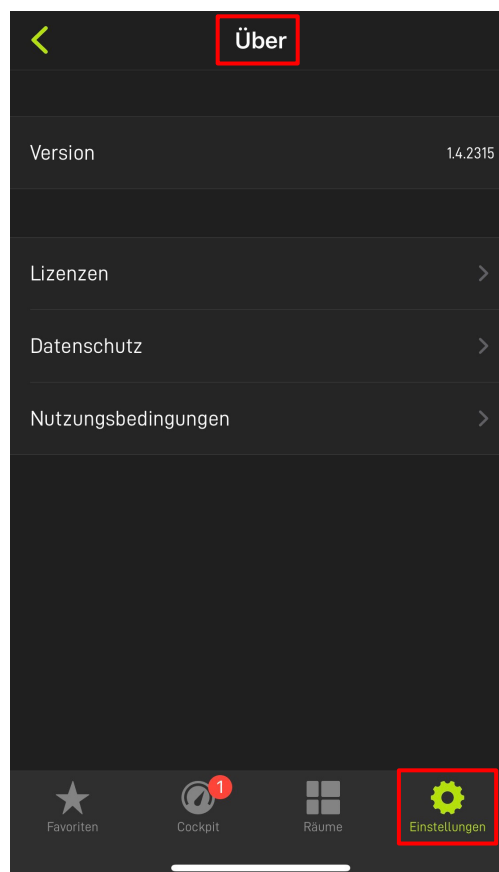 Über
Version 1.4.2315
Lizenzen
Datenschutz
Nutzungsbedingungen
1
Favoriten Cockpit Räume Einstellungen